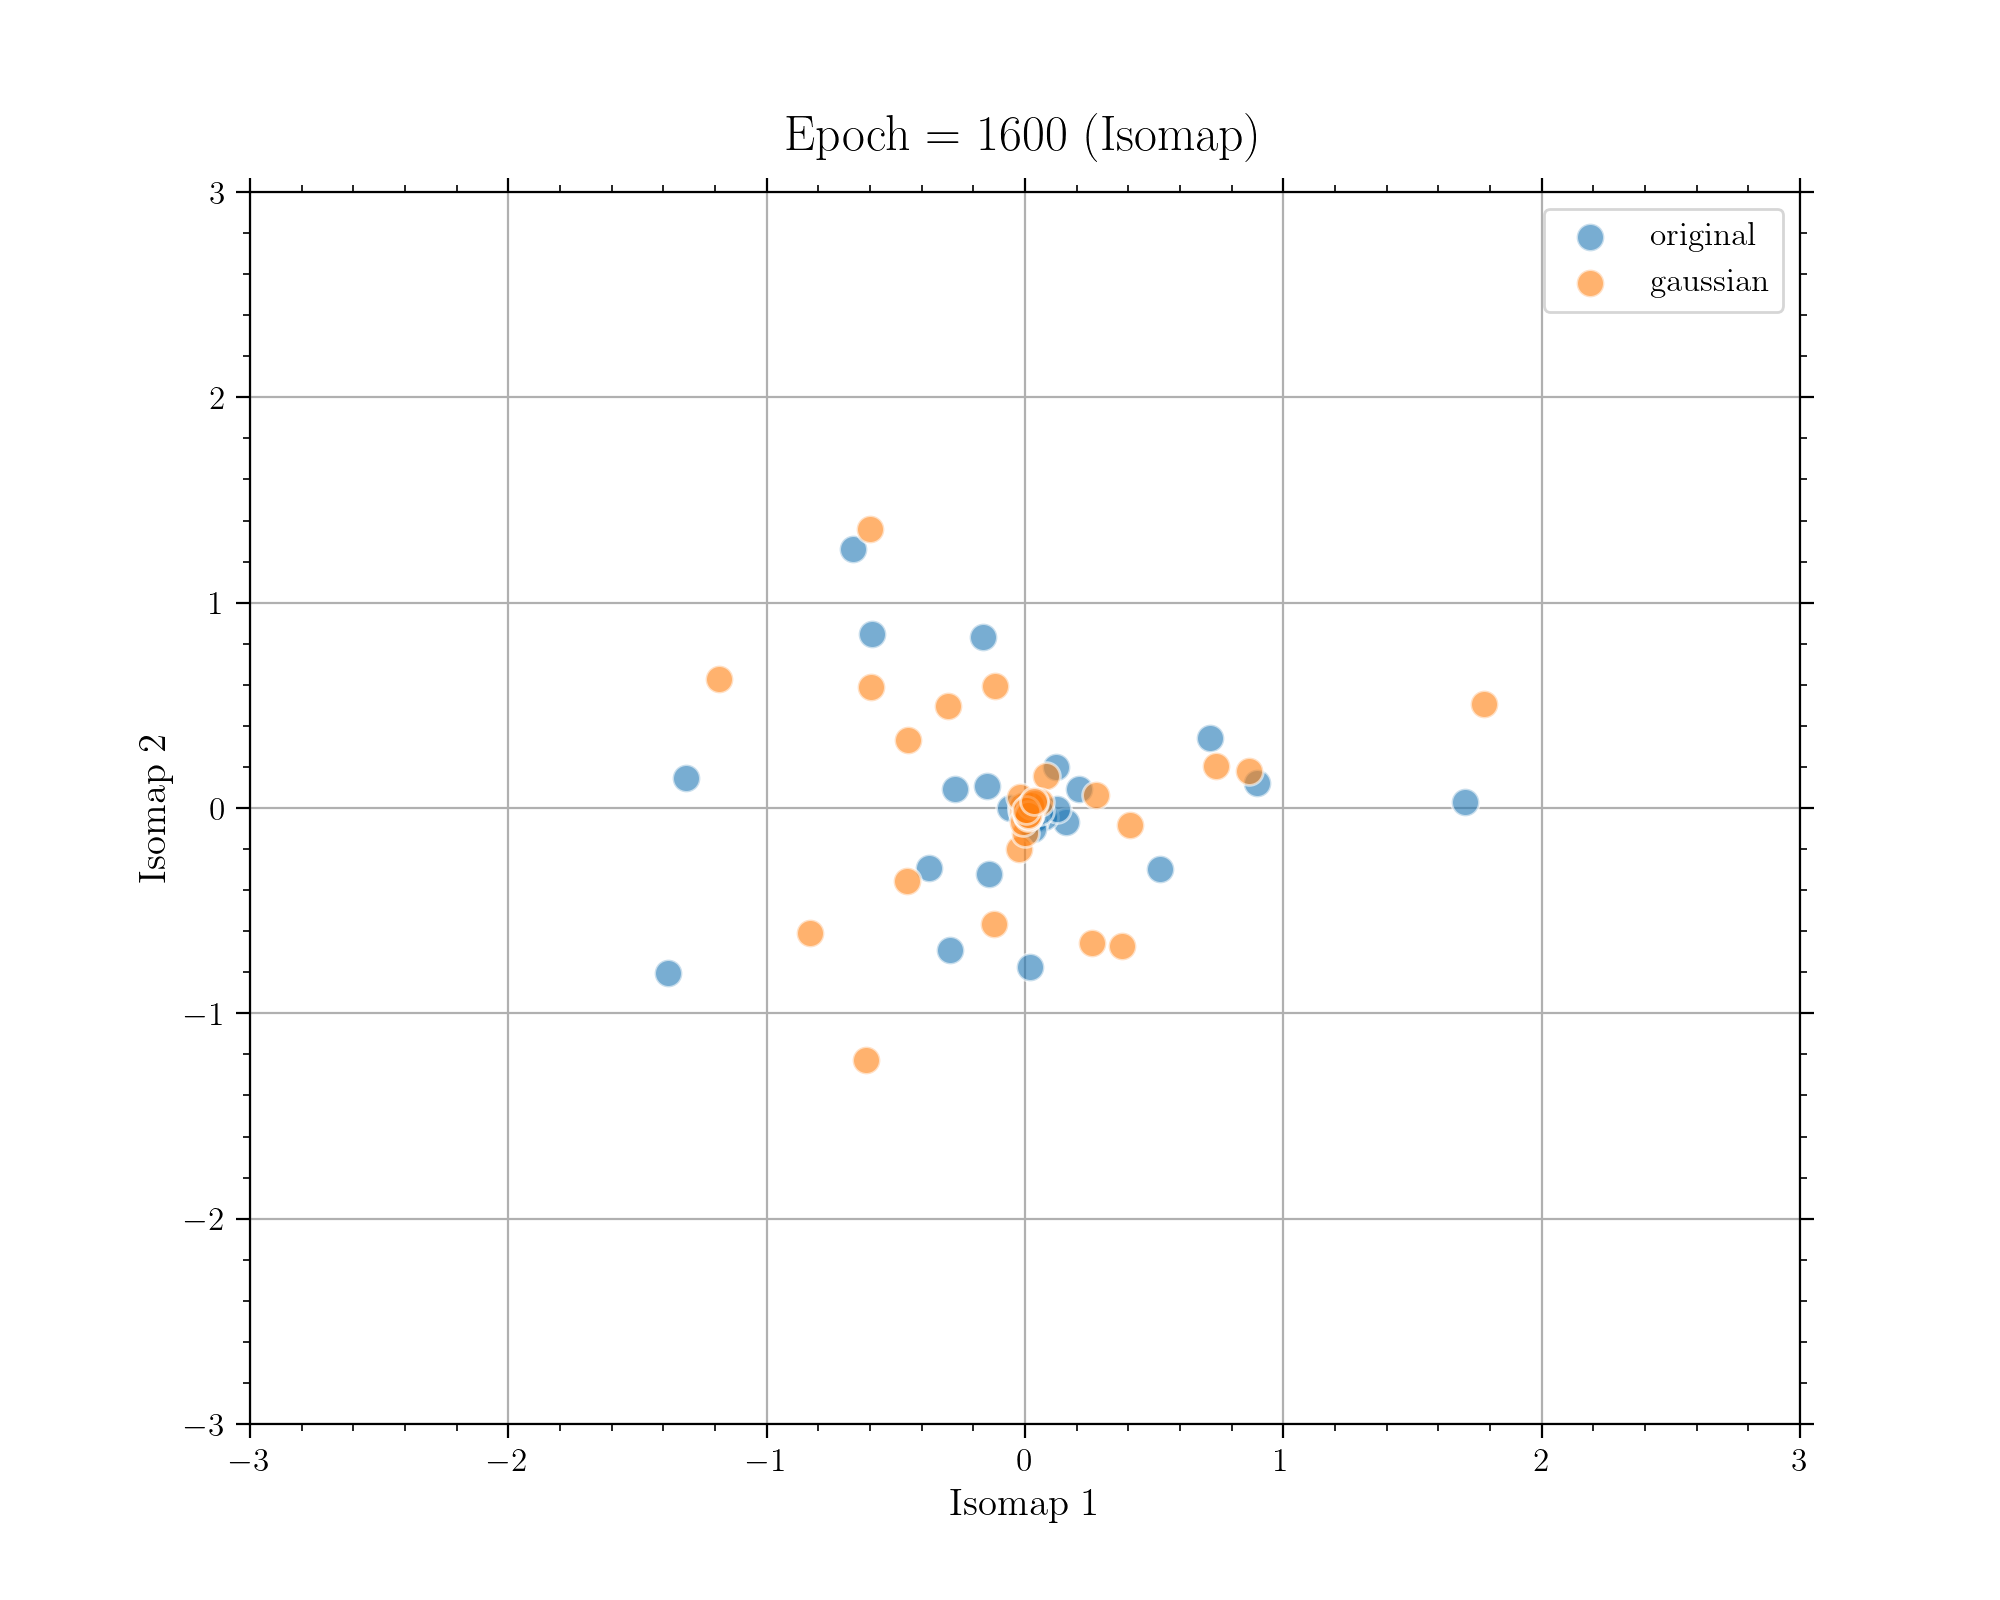 Epoch = 1600 (Isomap)
original
gaussian
3
2
1
0
−1
−2
−3
Isomap 2
−3
−2
−1
0
1
2
3
Isomap 1